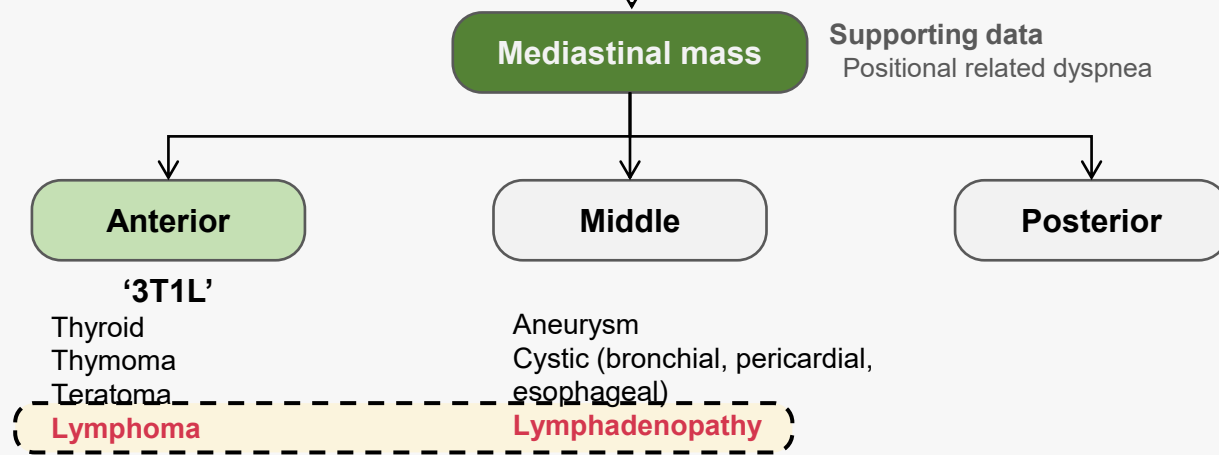 Mediastinal mass
Supporting data
Positional related dyspnea
Anterior
Middle
Posterior
‘3T1L’
Thyroid
Thymoma
Teratoma
Lymphoma
Aneurysm
Cystic (bronchial, pericardial,
esophageal)
Lymphadenopathy